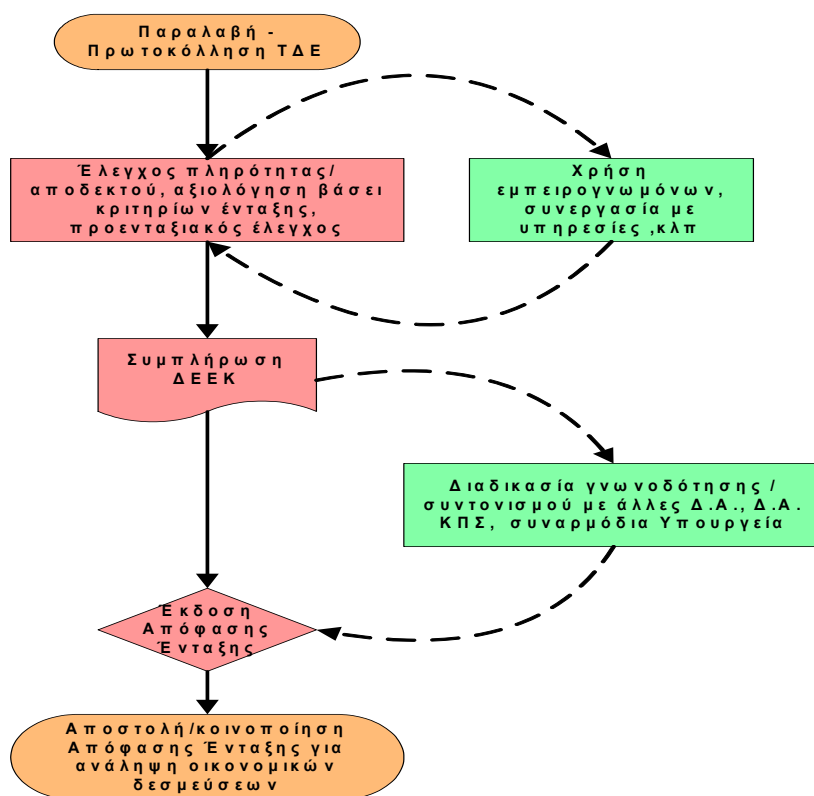 Παραλαβή -
Πρωτοκόλληση ΤΔΕ
Έλεγχος πληρότητας/
αποδεκτού, αξιολόγηση βάσει
κριτηρίων ένταξης,
προενταξιακός έλεγχος
Χρήση
εμπειρογνωμόνων,
συνεργασία με
υπηρεσίες ,κλπ
Συμπλήρωση
ΔΕΕΚ
Διαδικασία γνωνοδότησης /
συντονισμού με άλλες Δ.Α., Δ.Α.
ΚΠΣ, συναρμόδια Υπουργεία
Έκδοση
Απόφασης
Ένταξης
Αποστολή/κοινοποίηση
Απόφασης Ένταξης για
ανάληψη οικονομικών
δεσμεύσεων